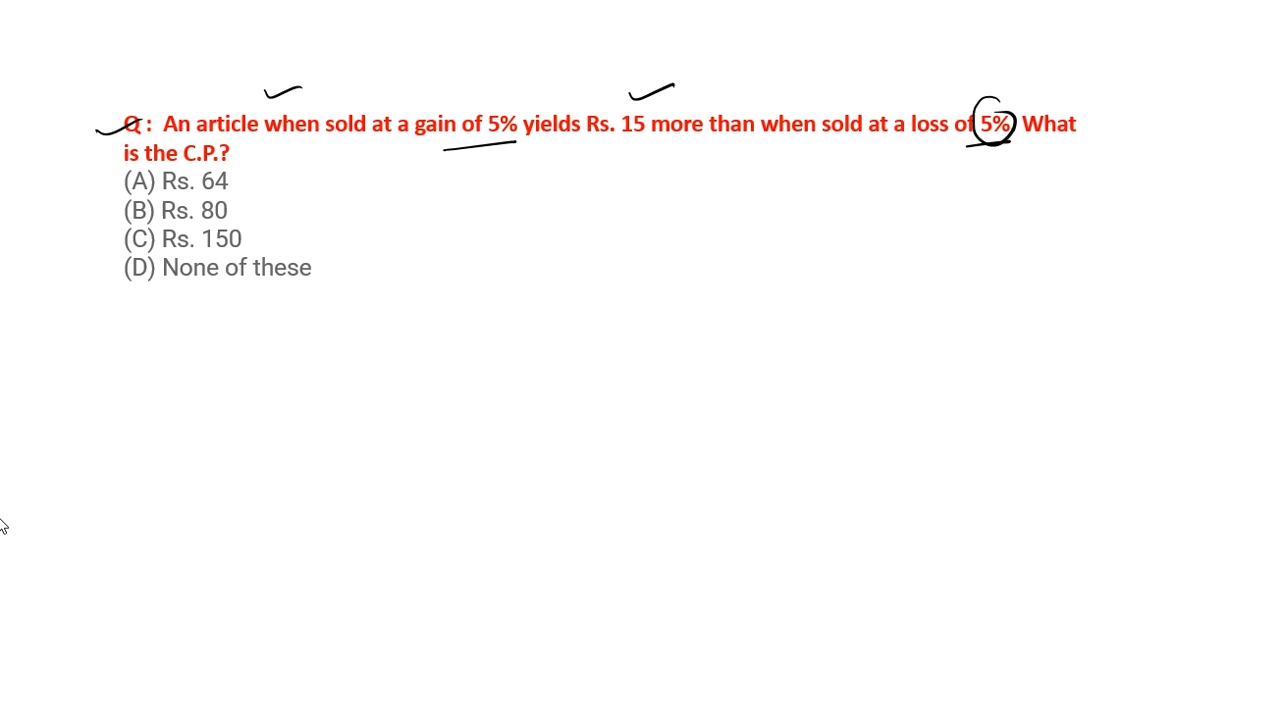 Q : An article when sold at a gain of 5% yields Rs. 15 more than when sold at a loss of 5% What
is the C.P.?
(A) Rs. 64
(B) Rs. 80
(C) Rs. 150
(D) None of these